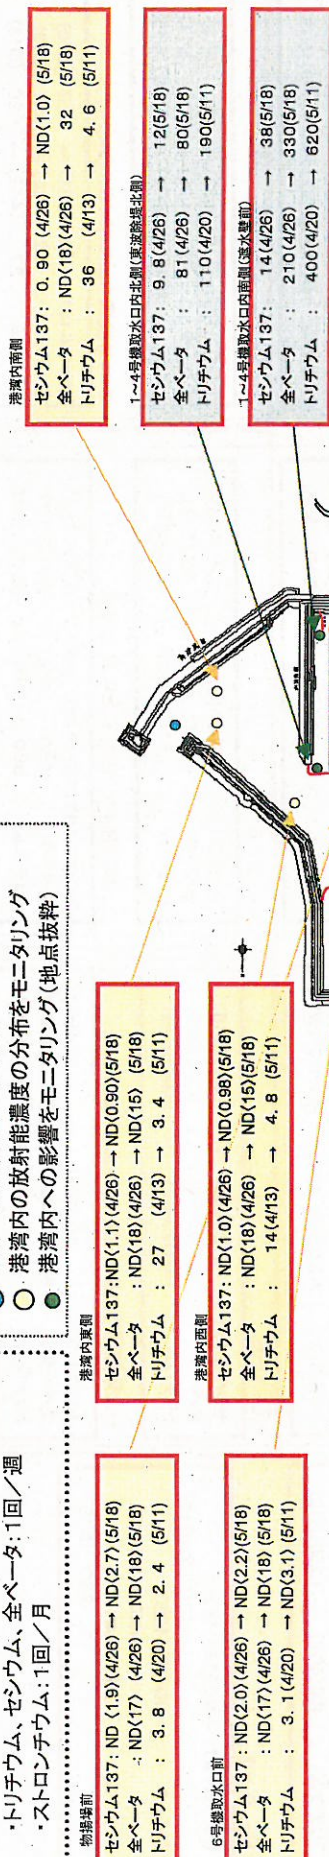 ・トリチウム、セシウム、全ベータ：1回／週
・ストロンチウム：1回／月
港湾内の放射能濃度の分布をモニタリング
港湾内への影響をモニタリング(地点抜粋)
物揚場前
セシウム137： ND (1.9) (4/26) → ND(2.7) (5/18)
全ベータ ： ND(17) (4/26) → ND(18) (5/18)
トリチウム ： 3.8 (4/20) → 2.4 (5/11)
6号機取水口前
セシウム137 ： ND(2.0) (4/26) → ND(2.2)(5/18)
全ベータ ： ND(17)(4/26) → ND(18) (5/18)
トリチウム ： 3.1(4/20) → ND(3.1) (5/11)
港湾内東側
セシウム137：ND(1.1) (4/26) → ND(0.90)(5/18)
全ベータ ： ND(18)(4/26) → ND(15) (5/18)
トリチウム ： 27 (4/13) → 3.4 (5/11)
港湾内西側
セシウム137： ND(1.0) (4/26) → ND(0.98)(5/18)
全ベータ ： ND(18)(4/26) → ND(15)(5/18)
トリチウム ： 14(4/13) → 4.8 (5/11)
港湾内南側
セシウム137： 0.90 (4/26) → ND(1.0) (5/18)
全ベータ ： ND(18)(4/26) → 32 (5/18)
トリチウム ： 36 (4/13) → 4.6 (5/11)
1～4号機取水口内北側(東波除堤北側)
セシウム137： 9.8(4/26) → 12(5/18)
全ベータ ： 81(4/26) → 80(5/18)
トリチウム ： 110(4/20) → 190(5/11)
1～4号機取水口内南側(遮水壁前)
セシウム137： 14(4/26) → 38(5/18)
全ベータ ： 210(4/26) → 330(5/18)
トリチウム ： 400(4/20) → 620(5/11)